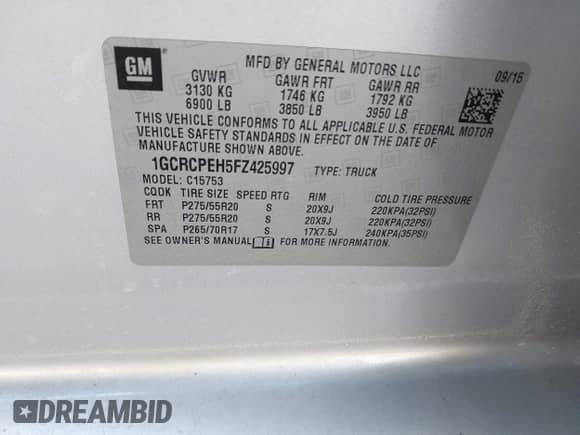 GM
MFD BY GENERAL MOTORS LLC
09/15
GVWR GAWR FRT GAWR RR
3130 KG 1746 KG 1792 KG
6900 LB 3850 LB 3950 LB
THIS VEHICLE CONFORMS TO ALL APPLICABLE U.S. FEDERAL MOTOR
VEHICLE SAFETY STANDARDS IN EFFECT ON THE DATE OF
MANUFACTURE SHOWN ABOVE.
1GCRCPEH5FZ425997 TYPE: TRUCK
MODEL: C15753
CQDK TIRE SIZE SPEED RTG RIM COLD TIRE PRESSURE
FRT P275/55R20 S 20X9J 220KPA(32PSI)
RR P275/55R20 S 20X9J 220KPA(32PSI)
SPA P265/70R17 S 17X7.5J 240KPA(35PSI)
SEE OWNER'S MANUAL FOR MORE INFORMATION.
DREAMBID